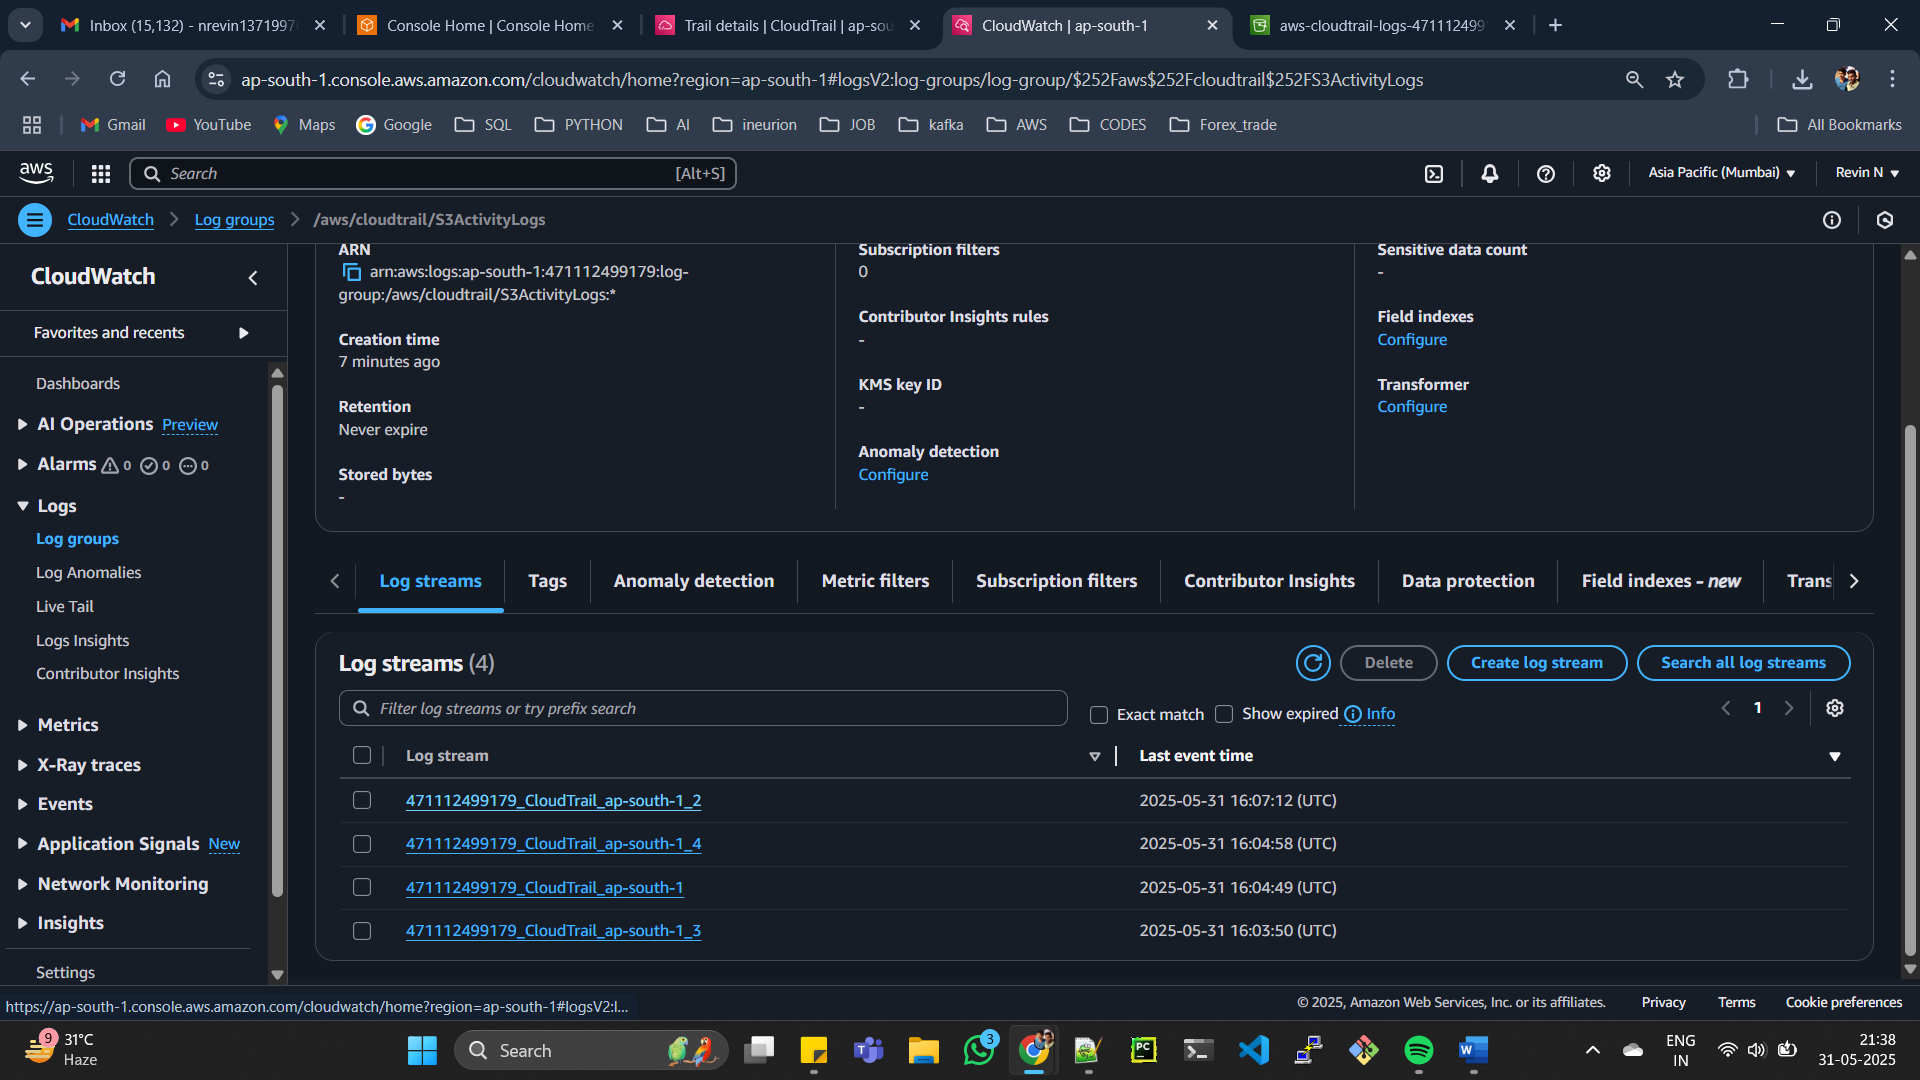 Inbox (15,132) - nrevin1371997
Console Home | Console Home
Trail details | CloudTrail | ap-sou
CloudWatch | ap-south-1
aws-cloudtrail-logs-471112499
ap-south-1.console.aws.amazon.com/cloudwatch/home?region=ap-south-1#logsV2:log-groups/log-group/$252Faws$252Fcloudtrail$252FS3ActivityLogs
Gmail YouTube Maps Google SQL PYTHON AI ineurion JOB kafka AWS CODES Forex_trade All Bookmarks
aws Search [Alt+S] Asia Pacific (Mumbai) Revin N
CloudWatch Log groups /aws/cloudtrail/S3ActivityLogs
CloudWatch
Favorites and recents
Dashboards
AI Operations Preview
Alarms 0 0 0
Logs
Log groups
Log Anomalies
Live Tail
Logs Insights
Contributor Insights
Metrics
X-Ray traces
Events
Application Signals New
Network Monitoring
Insights
Settings
ARN
arn:aws:logs:ap-south-1:471112499179:log-
group:/aws/cloudtrail/S3ActivityLogs:*
Creation time
7 minutes ago
Retention
Never expire
Stored bytes
-
Subscription filters
0
Contributor Insights rules
-
KMS key ID
-
Anomaly detection
Configure
Sensitive data count
-
Field indexes
Configure
Transformer
Configure
Log streams Tags Anomaly detection Metric filters Subscription filters Contributor Insights Data protection Field indexes - new Trans
Log streams (4) Delete Create log stream Search all log streams
Filter log streams or try prefix search Exact match Show expired Info 1
Log stream Last event time
471112499179_CloudTrail_ap-south-1_2 2025-05-31 16:07:12 (UTC)
471112499179_CloudTrail_ap-south-1_4 2025-05-31 16:04:58 (UTC)
471112499179_CloudTrail_ap-south-1 2025-05-31 16:04:49 (UTC)
471112499179_CloudTrail_ap-south-1_3 2025-05-31 16:03:50 (UTC)
https://ap-south-1.console.aws.amazon.com/cloudwatch/home?region=ap-south-1#logsV2:l...
© 2025, Amazon Web Services, Inc. or its affiliates. Privacy Terms Cookie preferences
9 31°C
Haze
Search
3
PC
ENG
IN
21:38
31-05-2025